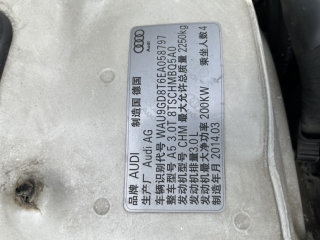 Audi
制造国 德国
品牌 AUDI
生产厂 Audi AG
车辆识别代号 WAU9GD8T6EA058797
整车型号 A5 3.0T 8TSCHMBQ5A0
发动机型号 CHM 最大允许总质量 2250kg
发动机排量3.0L 乘坐人数 4
发动机最大净功率 200KW
制造年月 2014.03